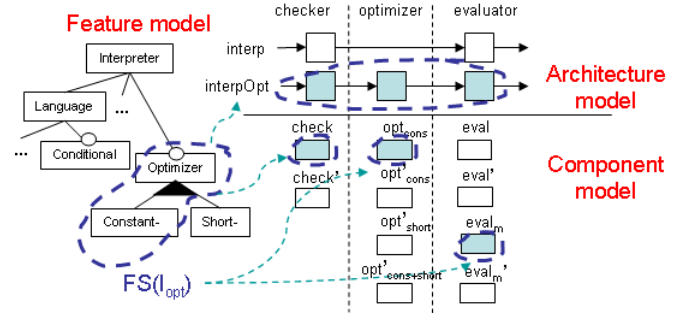 checker optimizer evaluator
Feature model
interp
Interpreter
interpOpt
Architecture model
Language
...
check opt_cons eval
... Conditional
Optimizer
Component model
check' opt'_cons eval'
Constant- Short-
opt'_short eval_m
FS(I_opt)
opt'_cons+short eval_m'